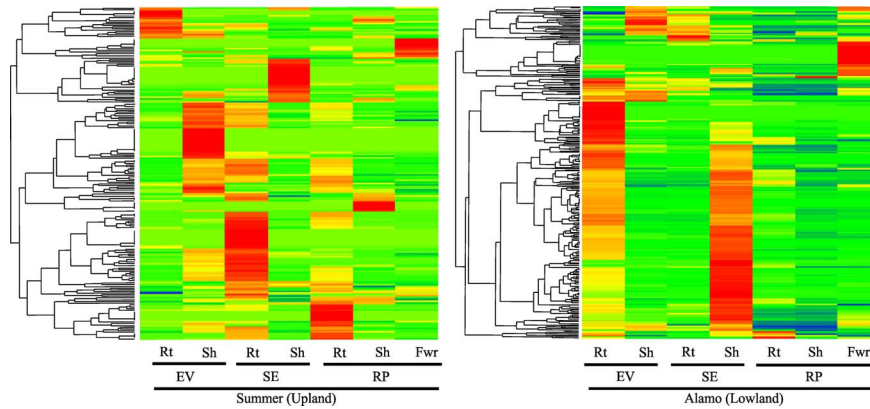 Rt Sh Rt Sh Rt Sh Fwr
EV SE RP
Summer (Upland)
Rt Sh Rt Sh Rt Sh Fwr
EV SE RP
Alamo (Lowland)